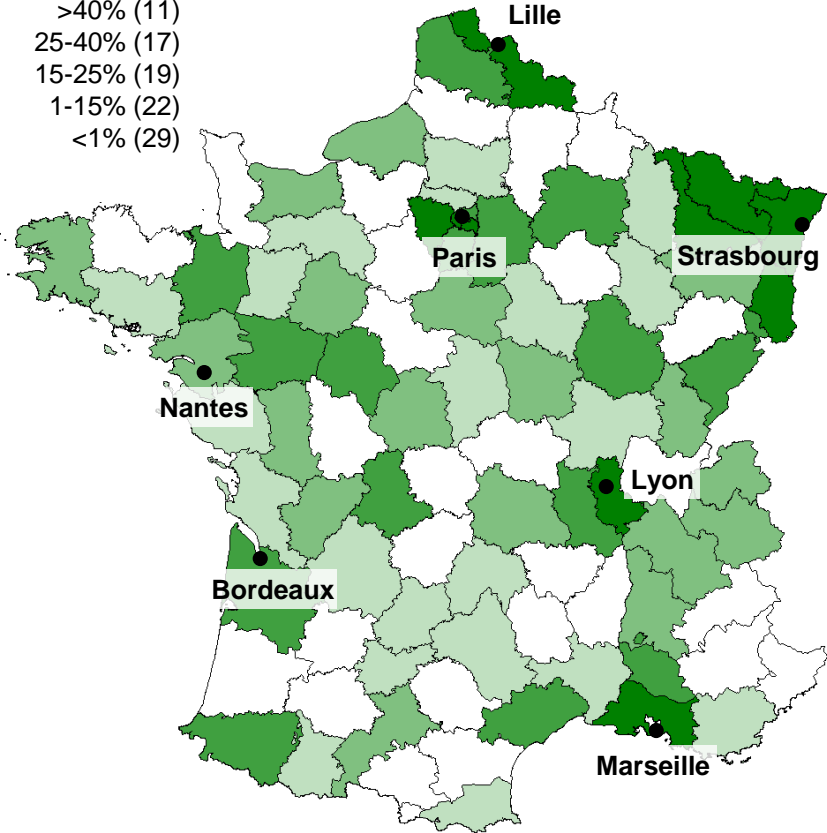 >40% (11)
25-40% (17)
15-25% (19)
1-15% (22)
<1% (29)
Lille
Paris
Strasbourg
Nantes
Lyon
Bordeaux
Marseille